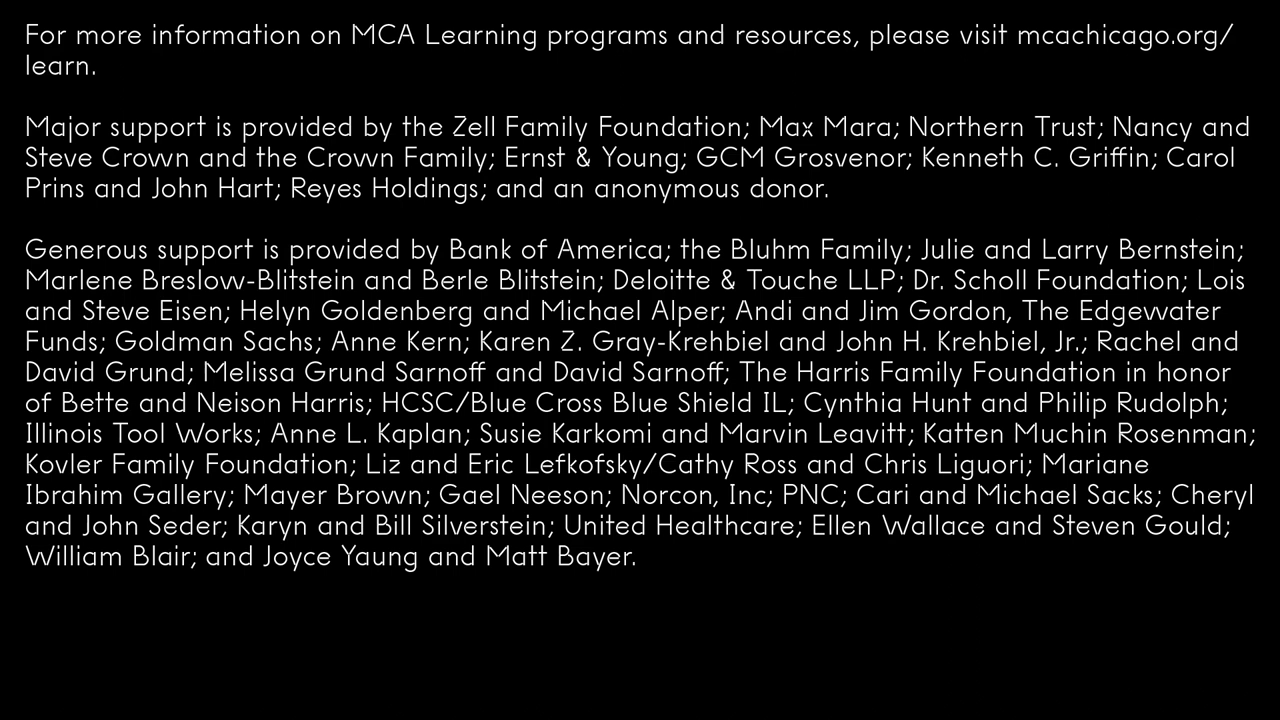 For more information on MCA Learning programs and resources, please visit mcachicago.org/
learn.
Major support is provided by the Zell Family Foundation; Max Mara; Northern Trust; Nancy and
Steve Crown and the Crown Family; Ernst & Young; GCM Grosvenor; Kenneth C. Griffin; Carol
Prins and John Hart; Reyes Holdings; and an anonymous donor.
Generous support is provided by Bank of America; the Bluhm Family; Julie and Larry Bernstein;
Marlene Breslow-Blitstein and Berle Blitstein; Deloitte & Touche LLP; Dr. Scholl Foundation; Lois
and Steve Eisen; Helyn Goldenberg and Michael Alper; Andi and Jim Gordon, The Edgewater
Funds; Goldman Sachs; Anne Kern; Karen Z. Gray-Krehbiel and John H. Krehbiel, Jr.; Rachel and
David Grund; Melissa Grund Sarnoff and David Sarnoff; The Harris Family Foundation in honor
of Bette and Neison Harris; HCSC/Blue Cross Blue Shield IL; Cynthia Hunt and Philip Rudolph;
Illinois Tool Works; Anne L. Kaplan; Susie Karkomi and Marvin Leavitt; Katten Muchin Rosenman;
Kovler Family Foundation; Liz and Eric Lefkofsky/Cathy Ross and Chris Liguori; Mariane
Ibrahim Gallery; Mayer Brown; Gael Neeson; Norcon, Inc; PNC; Cari and Michael Sacks; Cheryl
and John Seder; Karyn and Bill Silverstein; United Healthcare; Ellen Wallace and Steven Gould;
William Blair; and Joyce Yaung and Matt Bayer.